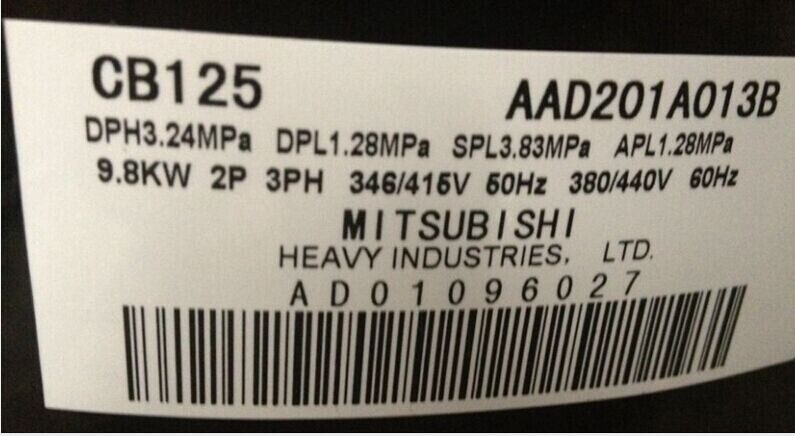 CB125 AAD201A013B
DPH3.24MPa DPL1.28MPa SPL3.83MPa APL1.28MPa
9.8KW 2P 3PH 346/415V 50Hz 380/440V 60Hz
MITSUBISHI
HEAVY INDUSTRIES, LTD.
AD01096027